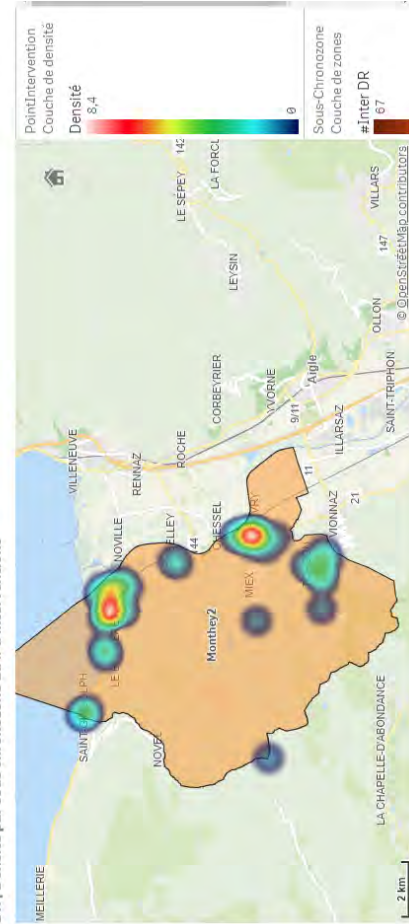 PointIntervention
Couche de densité
Densité
8,4
0
Sous-Chronozone
Couche de zones
#Inter DR
67
142
LE SÉPEY
LA FORCL
LEYSIN
VILLARS
147
VILLENEUVE
RENNAZ
ROCHE
CORBEYRIER
YVORNE
9/11
Aigle
OLLON
SAINT-TRIPHON
ILLARSAZ
NOVILLE
44
11
21
VIONNAZ
MIEX
Monthey2
NOVEL
MEILLERIE
LA CHAPELLE-D'ABONDANCE
2 km
© OpenStreetMap contributors